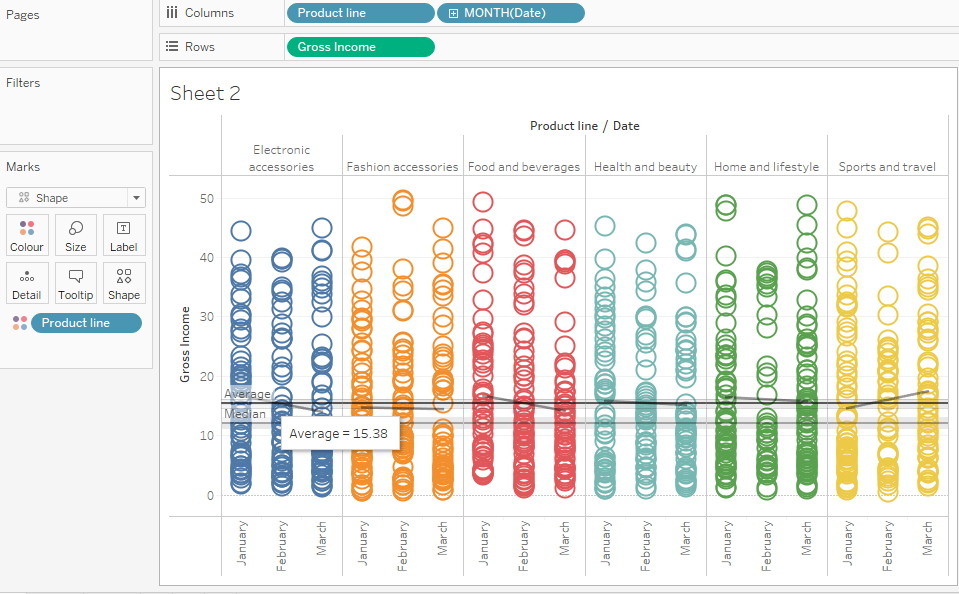 Pages
Columns
Product line
MONTH(Date)
Rows
Gross Income
Filters
Marks
Shape
Colour
Size
Label
Detail
Tooltip
Shape
Product line
Sheet 2
Product line / Date
Electronic
accessories
Fashion accessories
Food and beverages
Health and beauty
Home and lifestyle
Sports and travel
Gross Income
50
40
30
20
10
0
Average
Median
Average = 15.38
January
February
March
January
February
March
January
February
March
January
February
March
January
February
March
January
February
March